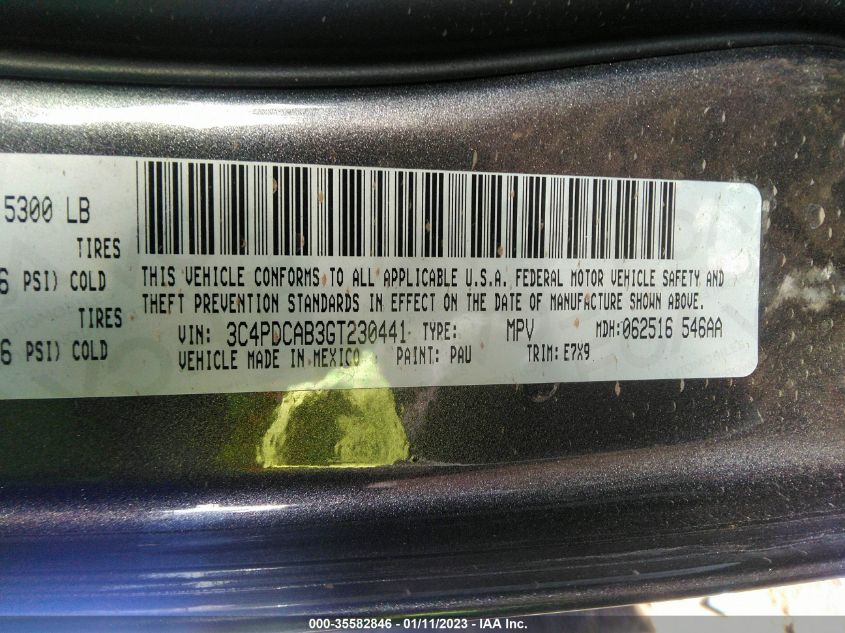 5300 LB
TIRES
6 PSI) COLD
TIRES
6 PSI) COLD
THIS VEHICLE CONFORMS TO ALL APPLICABLE U.S.A. FEDERAL MOTOR VEHICLE SAFETY AND
THEFT PREVENTION STANDARDS IN EFFECT ON THE DATE OF MANUFACTURE SHOWN ABOVE.
VIN: 3C4PDCAB3GT230441 TYPE: MPV MDH: 062516 546AA
VEHICLE MADE IN MEXICO PAINT: PAU TRIM: E7X9
000-35582846 - 01/11/2023 - IAA Inc.